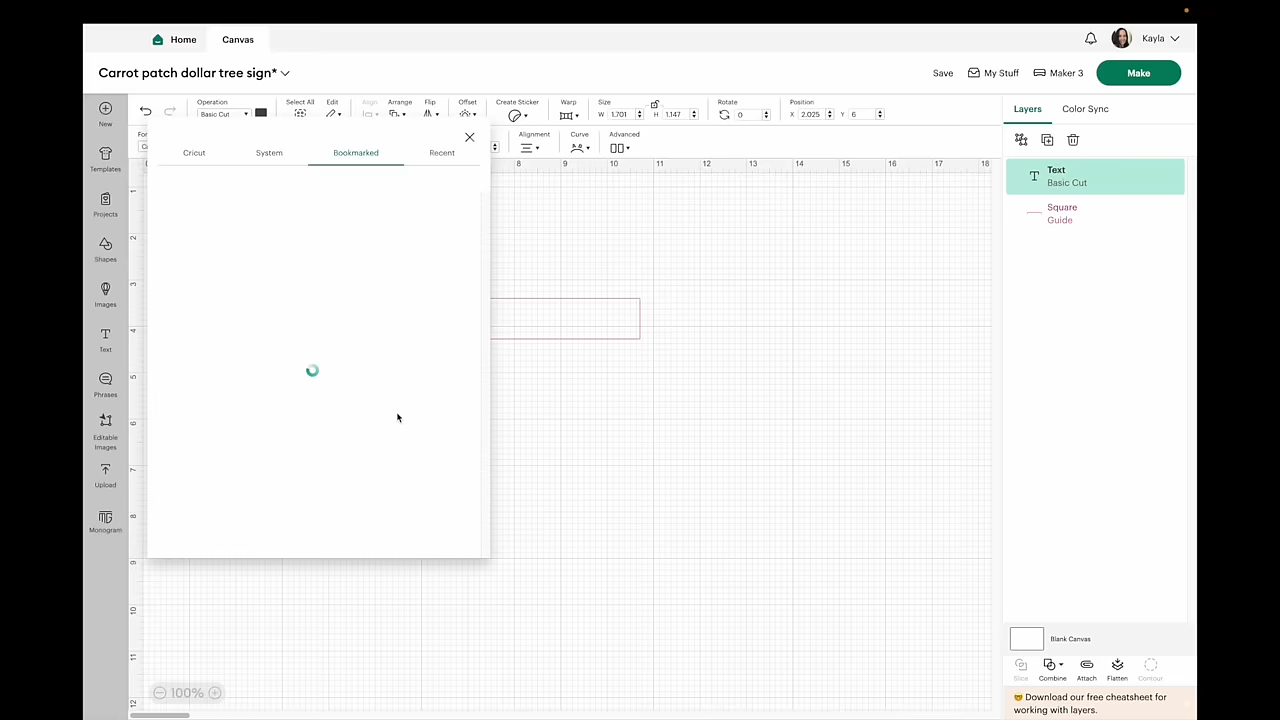 Home
Canvas
Kayla
Carrot patch dollar tree sign*
Save
My Stuff
Maker 3
Make
Operation
Basic Cut
Select All
Edit
Align
Arrange
Flip
Offset
Create Sticker
Warp
Size
W 1.701
H 1.147
Rotate
0
Position
X 2.025
Y 6
Alignment
Curve
Advanced
New
Templates
Projects
Shapes
Images
Text
Phrases
Editable
Images
Upload
Monogram
Cricut
System
Bookmarked
Recent
8 9 10 11 12 13 14 15 16 17 18
1
2
3
4
5
6
7
8
9
10
11
12
100%
Layers
Color Sync
Text
Basic Cut
Square
Guide
Blank Canvas
Slice
Combine
Attach
Flatten
Contour
Download our free cheatsheet for
working with layers.